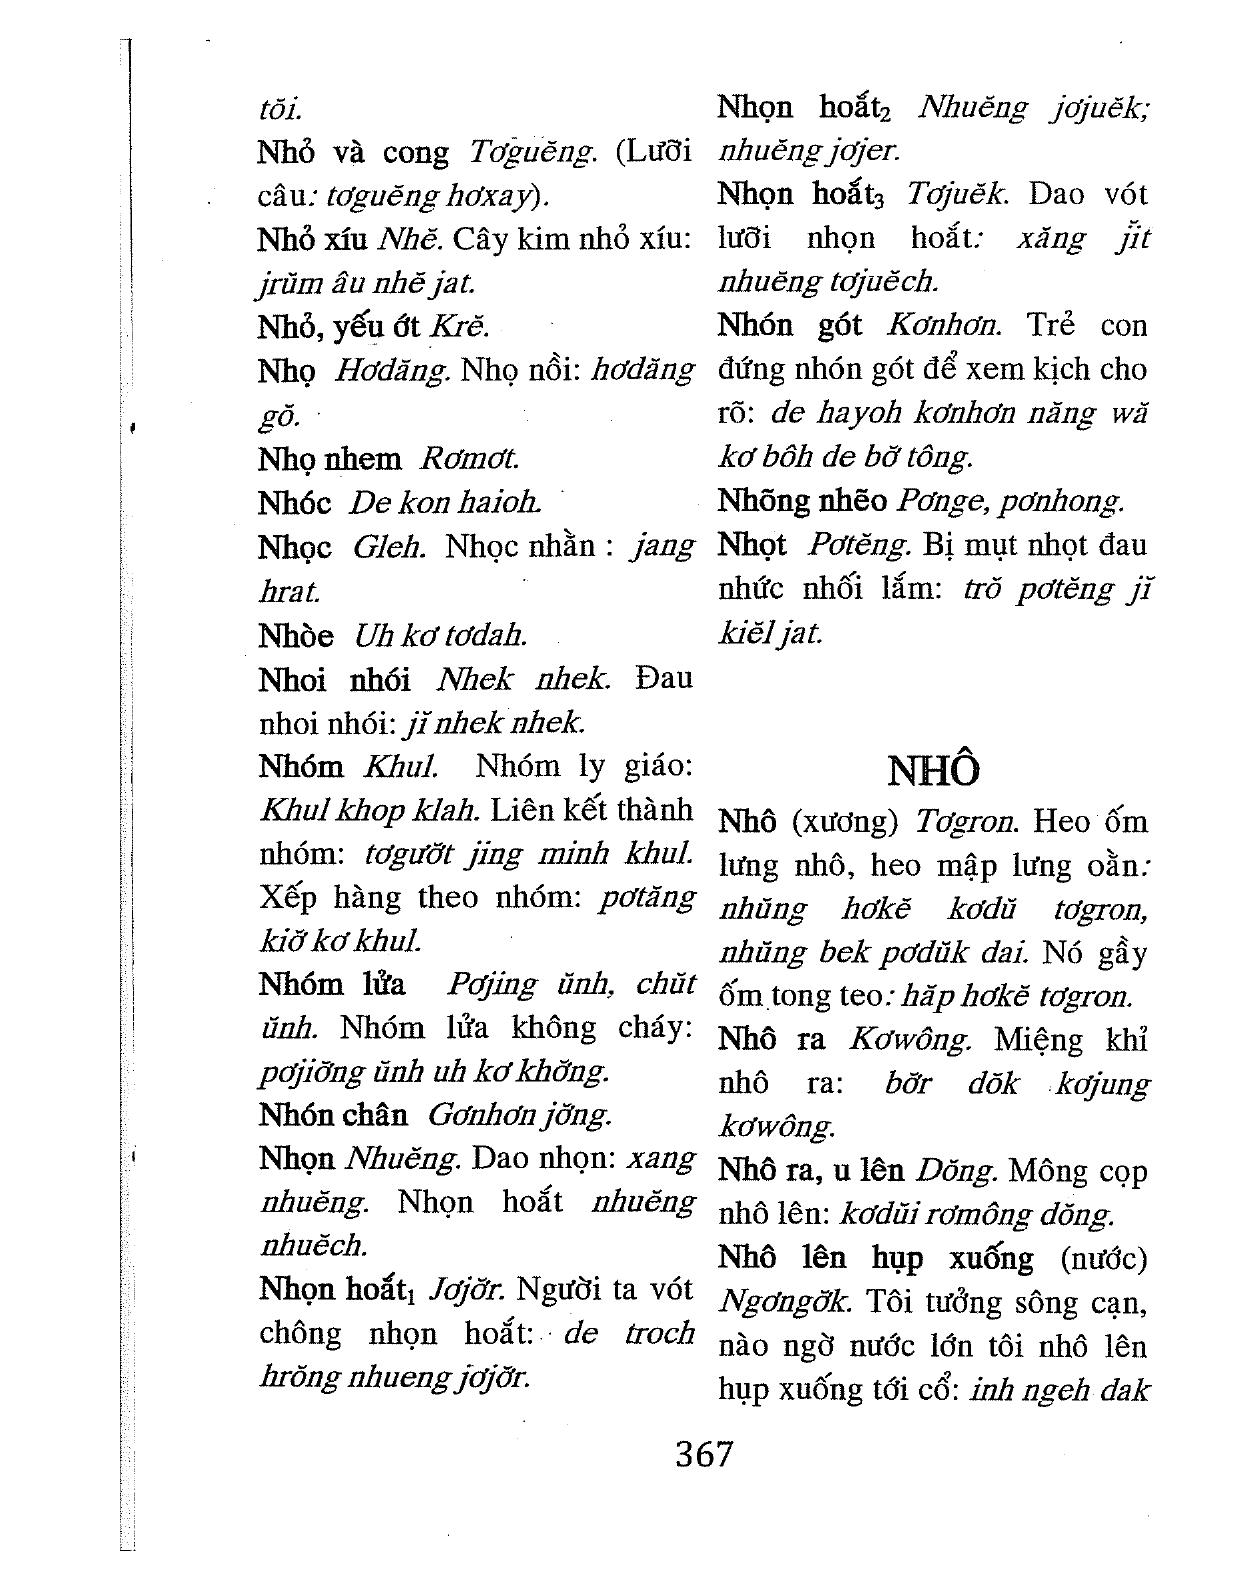 tŏi.
Nhỏ và cong Tơguĕng. (Lưỡi
câu: tơguĕng hơxay).
Nhỏ xíu Nhĕ. Cây kim nhỏ xíu:
jrŭm âu nhĕ jat.
Nhỏ, yếu ớt Krĕ.
Nhọ Hơdăng. Nhọ nồi: hơdăng
gŏ.
Nhọ nhem Rơmơt.
Nhóc De kon haioh.
Nhọc Gleh. Nhọc nhằn : jang
hrat.
Nhòe Uh kơ tơdah.
Nhoi nhói Nhek nhek. Đau
nhoi nhói: jĭ nhek nhek.
Nhóm Khul. Nhóm ly giáo:
Khul khop klah. Liên kết thành
nhóm: tơgươ̆t jing minh khul.
Xếp hàng theo nhóm: pơtăng
kiơ̆ kơ khul.
Nhóm lửa Pơjing ŭnh, chŭt
ŭnh. Nhóm lửa không cháy:
pơjiơ̆ng ŭnh uh kơ khơ̆ng.
Nhón chân Gơnhơn jơ̆ng.
Nhọn Nhuĕng. Dao nhọn: xang
nhuĕng. Nhọn hoắt nhuĕng
nhuĕch.
Nhọn hoắt₁ Jơjơ̆r. Người ta vót
chông nhọn hoắt: de troch
hrŏng nhueng jơjơ̆r.
Nhọn hoắt₂ Nhuĕng jơjuĕk;
nhuĕng jơjer.
Nhọn hoắt₃ Tơjuĕk. Dao vót
lưỡi nhọn hoắt: xăng jĭt
nhuĕng tơjuĕch.
Nhón gót Kơnhơn. Trẻ con
đứng nhón gót để xem kịch cho
rõ: de hayoh kơnhơn năng wă
kơ bôh de bơ̆ tông.
Nhõng nhẽo Pơnge, pơnhong.
Nhọt Pơtĕng. Bị mụt nhọt đau
nhức nhối lắm: trŏ pơtĕng jĭ
kiĕl jat.
NHÔ
Nhô (xương) Tơgron. Heo ốm
lưng nhô, heo mập lưng oằn:
nhŭng hơkĕ kơdŭ tơgron,
nhŭng bek pơdŭk dai. Nó gầy
ốm tong teo: hăp hơkĕ tơgron.
Nhô ra Kơwông. Miệng khỉ
nhô ra: bơ̆r dŏk kơjung
kơwông.
Nhô ra, u lên Dŏng. Mông cọp
nhô lên: kơdŭi rơmông dŏng.
Nhô lên hụp xuống (nước)
Ngơngơ̆k. Tôi tưởng sông cạn,
nào ngờ nước lớn tôi nhô lên
hụp xuống tới cổ: inh ngeh dak
367